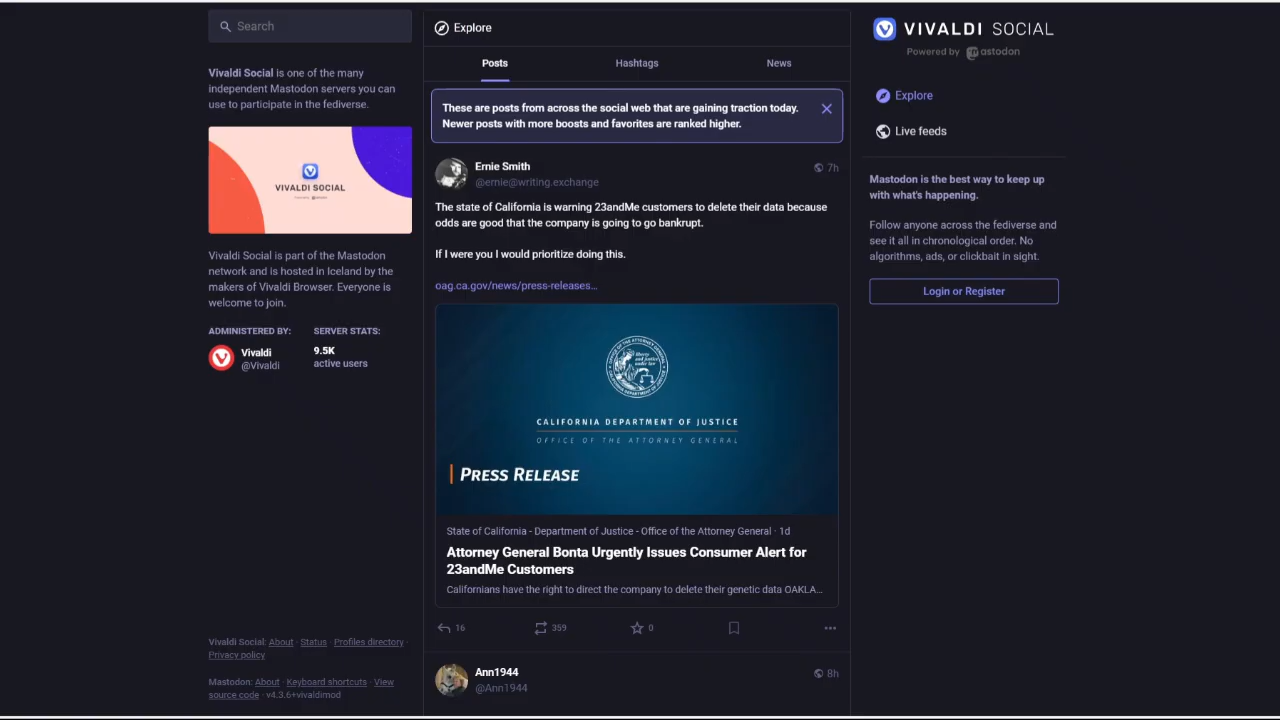 Search
Vivaldi Social is one of the many
independent Mastodon servers you can
use to participate in the fediverse.
VIVALDI SOCIAL
Vivaldi Social is part of the Mastodon
network and is hosted in Iceland by the
makers of Vivaldi Browser. Everyone is
welcome to join.
ADMINISTERED BY:
Vivaldi
@Vivaldi
SERVER STATS:
9.5K
active users
Vivaldi Social: About · Status · Profiles directory ·
Privacy policy
Mastodon: About · Keyboard shortcuts · View
source code · v4.3.6+vivaldimod
Explore
Posts Hashtags News
These are posts from across the social web that are gaining traction today.
Newer posts with more boosts and favorites are ranked higher.
Ernie Smith
@ernie@writing.exchange
7h
The state of California is warning 23andMe customers to delete their data because
odds are good that the company is going to go bankrupt.
If I were you I would prioritize doing this.
oag.ca.gov/news/press-releases…
CALIFORNIA DEPARTMENT OF JUSTICE
OFFICE OF THE ATTORNEY GENERAL
PRESS RELEASE
State of California - Department of Justice - Office of the Attorney General · 1d
Attorney General Bonta Urgently Issues Consumer Alert for
23andMe Customers
Californians have the right to direct the company to delete their genetic data OAKLA…
16 359 0
Ann1944
@Ann1944
8h
VIVALDI SOCIAL
Powered by mastodon
Explore
Live feeds
Mastodon is the best way to keep up
with what's happening.
Follow anyone across the fediverse and
see it all in chronological order. No
algorithms, ads, or clickbait in sight.
Login or Register